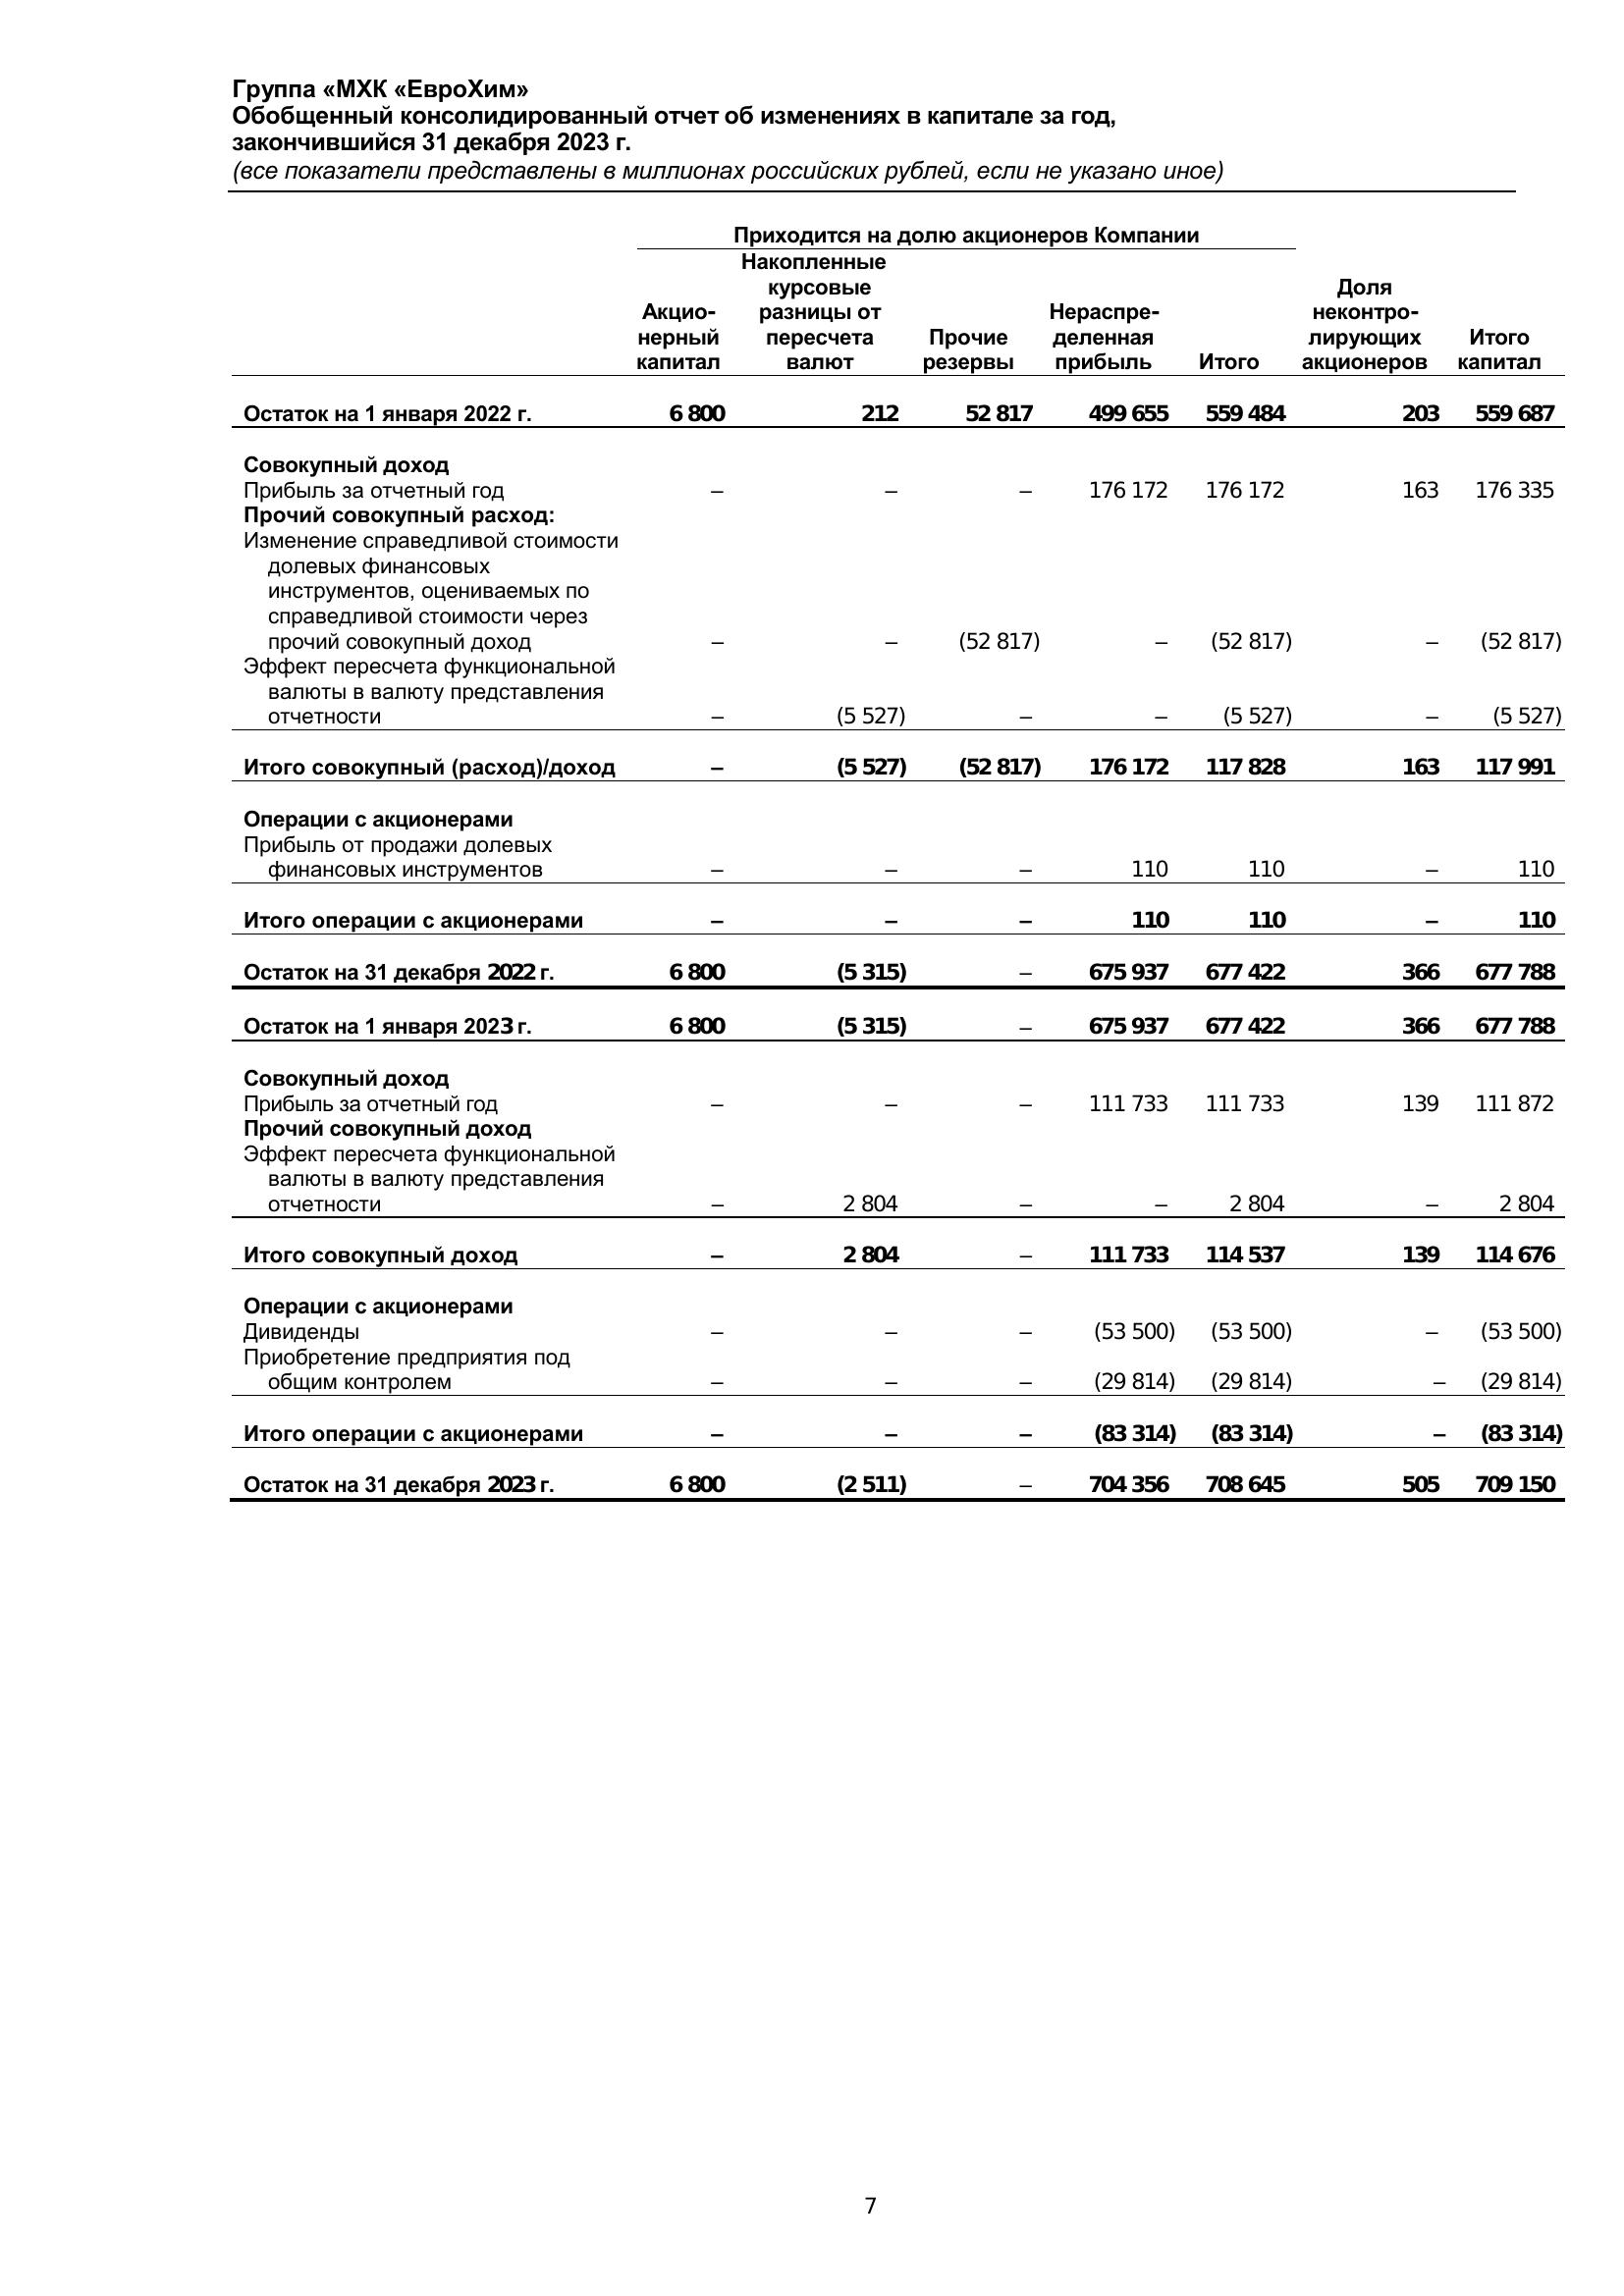 Группа «МХК «ЕвроХим»
Обобщенный консолидированный отчет об изменениях в капитале за год,
закончившийся 31 декабря 2023 г.
(все показатели представлены в миллионах российских рублей, если не указано иное)
Приходится на долю акционеров Компании
Акцио-
нерный
капитал
Накопленные
курсовые
разницы от
пересчета
валют
Прочие
резервы
Нераспре-
деленная
прибыль
Итого
Доля
неконтро-
лирующих
акционеров
Итого
капитал
Остаток на 1 января 2022 г. 6 800 212 52 817 499 655 559 484 203 559 687
Совокупный доход
Прибыль за отчетный год – – – 176 172 176 172 163 176 335
Прочий совокупный расход:
Изменение справедливой стоимости
долевых финансовых
инструментов, оцениваемых по
справедливой стоимости через
прочий совокупный доход – – (52 817) – (52 817) – (52 817)
Эффект пересчета функциональной
валюты в валюту представления
отчетности – (5 527) – – (5 527) – (5 527)
Итого совокупный (расход)/доход – (5 527) (52 817) 176 172 117 828 163 117 991
Операции с акционерами
Прибыль от продажи долевых
финансовых инструментов – – – 110 110 – 110
Итого операции с акционерами – – – 110 110 – 110
Остаток на 31 декабря 2022 г. 6 800 (5 315) – 675 937 677 422 366 677 788
Остаток на 1 января 2023 г. 6 800 (5 315) – 675 937 677 422 366 677 788
Совокупный доход
Прибыль за отчетный год – – – 111 733 111 733 139 111 872
Прочий совокупный доход
Эффект пересчета функциональной
валюты в валюту представления
отчетности – 2 804 – – 2 804 – 2 804
Итого совокупный доход – 2 804 – 111 733 114 537 139 114 676
Операции с акционерами
Дивиденды – – – (53 500) (53 500) – (53 500)
Приобретение предприятия под
общим контролем – – – (29 814) (29 814) – (29 814)
Итого операции с акционерами – – – (83 314) (83 314) – (83 314)
Остаток на 31 декабря 2023 г. 6 800 (2 511) – 704 356 708 645 505 709 150
7